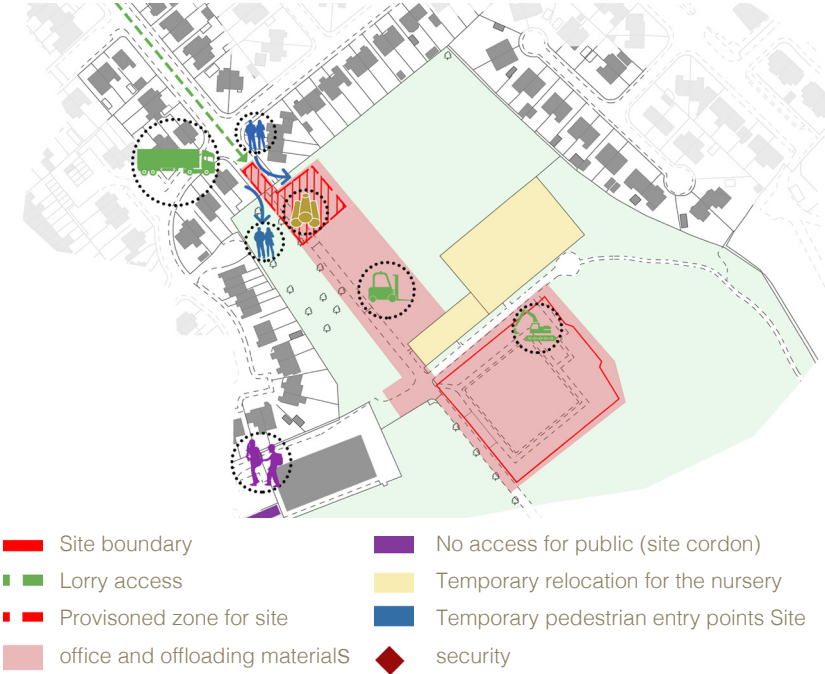 Site boundary
Lorry access
Provisoned zone for site
office and offloading materials
No access for public (site cordon)
Temporary relocation for the nursery
Temporary pedestrian entry points Site
security